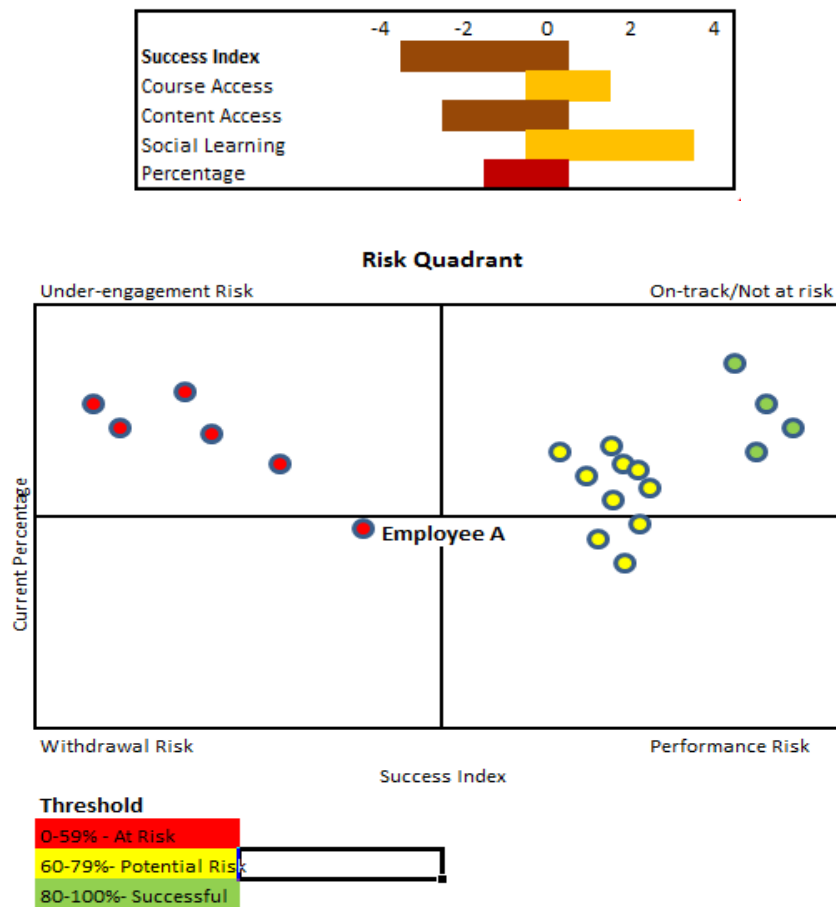 -4 -2 0 2 4
Success Index
Course Access
Content Access
Social Learning
Percentage
Risk Quadrant
Under-engagement Risk On-track/Not at risk
Current Percentage
Employee A
Withdrawal Risk Performance Risk
Success Index
Threshold
0-59% - At Risk
60-79%- Potential Risk
80-100%- Successful